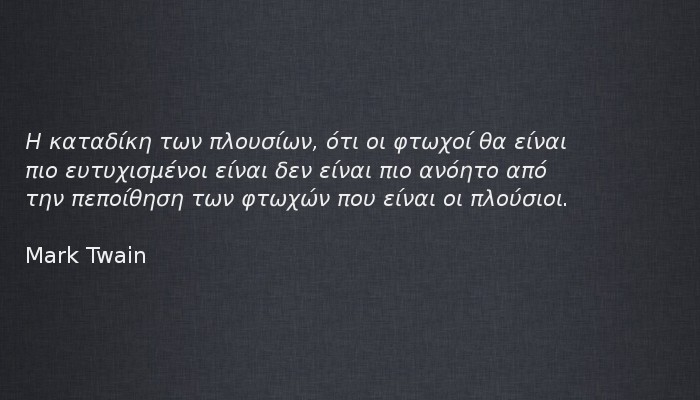 Η καταδίκη των πλουσίων, ότι οι φτωχοί θα είναι
πιο ευτυχισμένοι είναι δεν είναι πιο ανόητο από
την πεποίθηση των φτωχών που είναι οι πλούσιοι.
Mark Twain